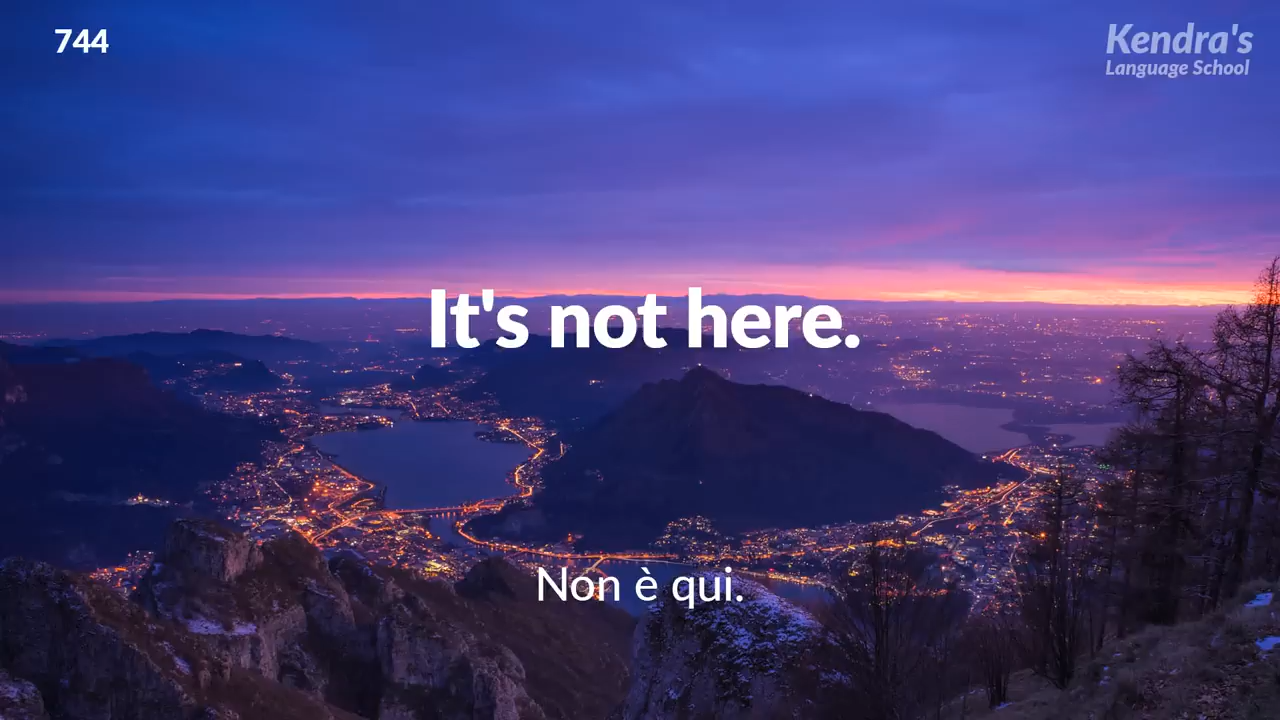 744
Kendra's
Language School
It's not here.
Non è qui.